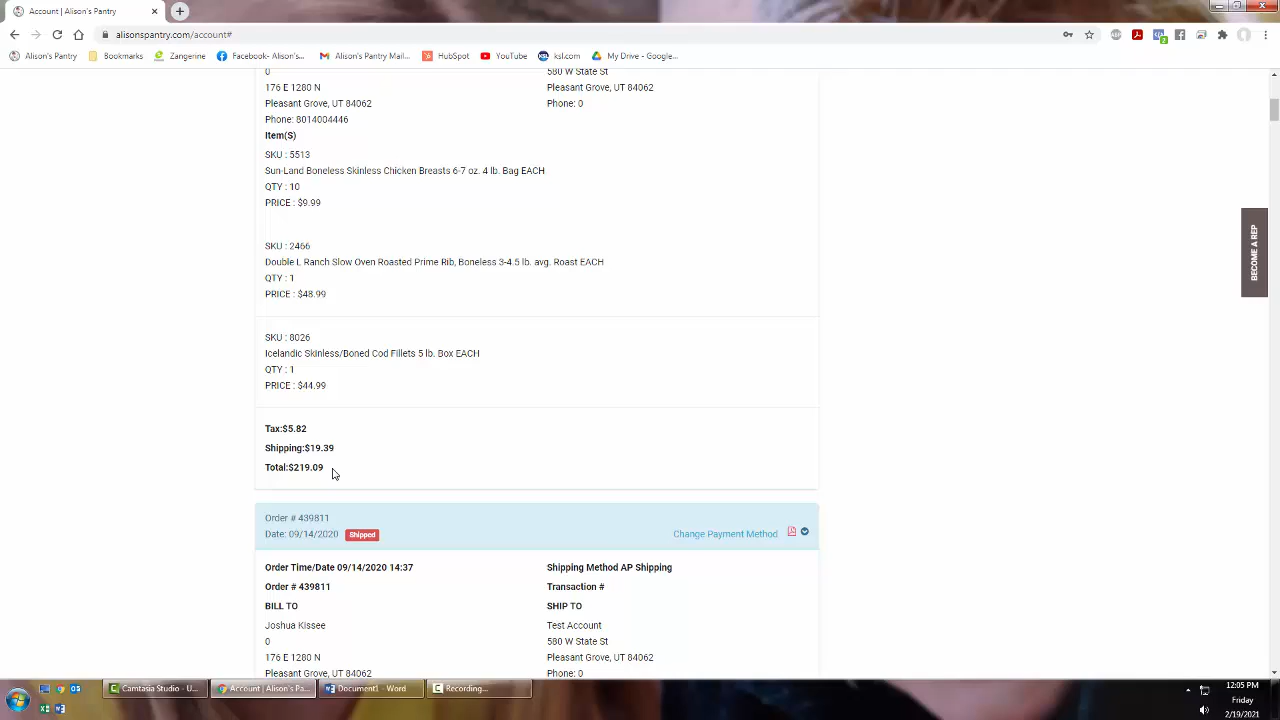 Account | Alison's Pantry
alisonspantry.com/account#
Alison's Pantry
Bookmarks
Zangerine
Facebook- Alison's...
Alison's Pantry Mail...
HubSpot
YouTube
KSL
ksl.com
My Drive - Google...
0
176 E 1280 N
Pleasant Grove, UT 84062
Phone: 8014004446
580 W State St
Pleasant Grove, UT 84062
Phone: 0
Item(S)
SKU : 5513
Sun-Land Boneless Skinless Chicken Breasts 6-7 oz. 4 lb. Bag EACH
QTY : 10
PRICE : $9.99
SKU : 2466
Double L Ranch Slow Oven Roasted Prime Rib, Boneless 3-4.5 lb. avg. Roast EACH
QTY : 1
PRICE : $48.99
SKU : 8026
Icelandic Skinless/Boned Cod Fillets 5 lb. Box EACH
QTY : 1
PRICE : $44.99
Tax:$5.82
Shipping:$19.39
Total:$219.09
BECOME A REP
Order # 439811
Date: 09/14/2020 Shipped
Change Payment Method
Order Time/Date 09/14/2020 14:37
Order # 439811
BILL TO
Joshua Kissee
0
176 E 1280 N
Pleasant Grove, UT 84062
Shipping Method AP Shipping
Transaction #
SHIP TO
Test Account
580 W State St
Pleasant Grove, UT 84062
Phone: 0
Camtasia Studio - U...
Account | Alison's Pa...
Document1 - Word
Recording...
12:05 PM
Friday
2/19/2021